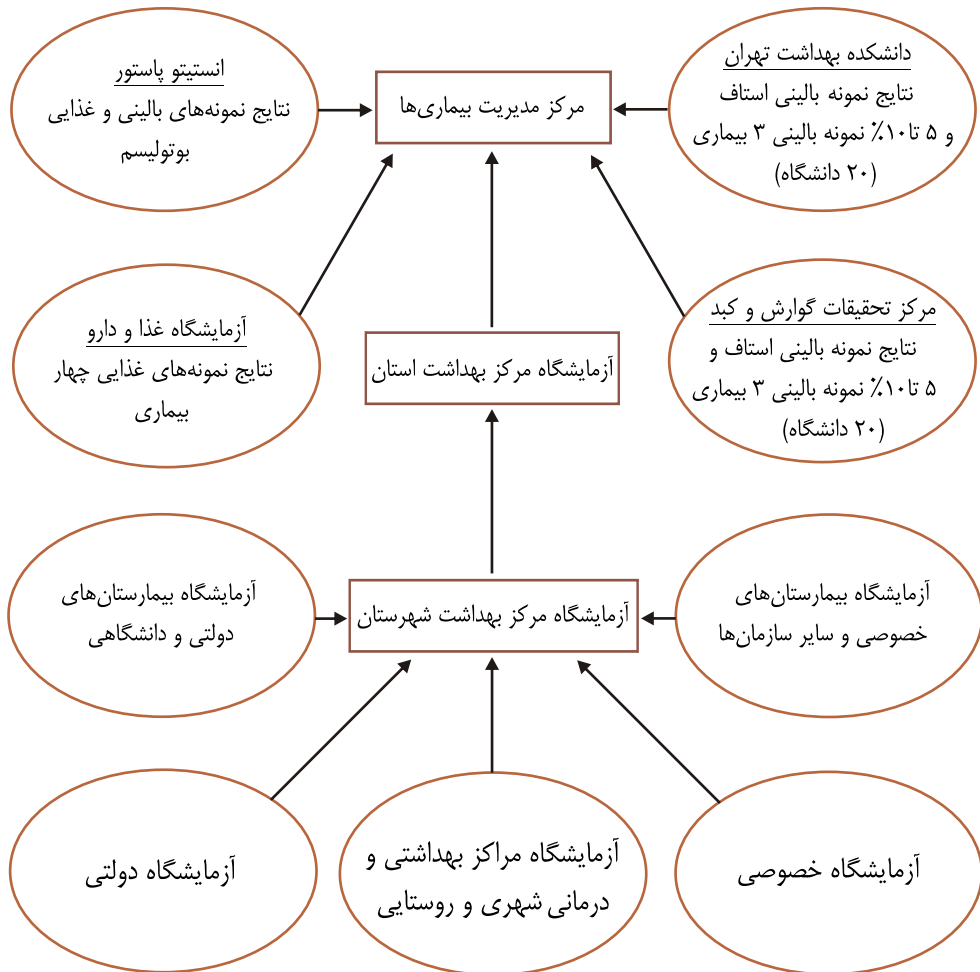 دانشکده بهداشت تهران
نتایج نمونه بالینی استاف
و ۵ تا۱۰٪ نمونه بالینی ۳ بیماری
(۲۰ دانشگاه)
مرکز مدیریت بیماری‌ها
انستیتو پاستور
نتایج نمونه‌های بالینی و غذایی
بوتولیسم
مرکز تحقیقات گوارش و کبد
نتایج نمونه بالینی استاف و
۵ تا۱۰٪ نمونه بالینی ۳ بیماری
(۲۰ دانشگاه)
آزمایشگاه مرکز بهداشت استان
آزمایشگاه غذا و دارو
نتایج نمونه‌های غذایی چهار
بیماری
آزمایشگاه بیمارستان‌های
خصوصی و سایر سازمان‌ها
آزمایشگاه مرکز بهداشت شهرستان
آزمایشگاه بیمارستان‌های
دولتی و دانشگاهی
آزمایشگاه خصوصی
آزمایشگاه مراکز بهداشتی و
درمانی شهری و روستایی
آزمایشگاه دولتی